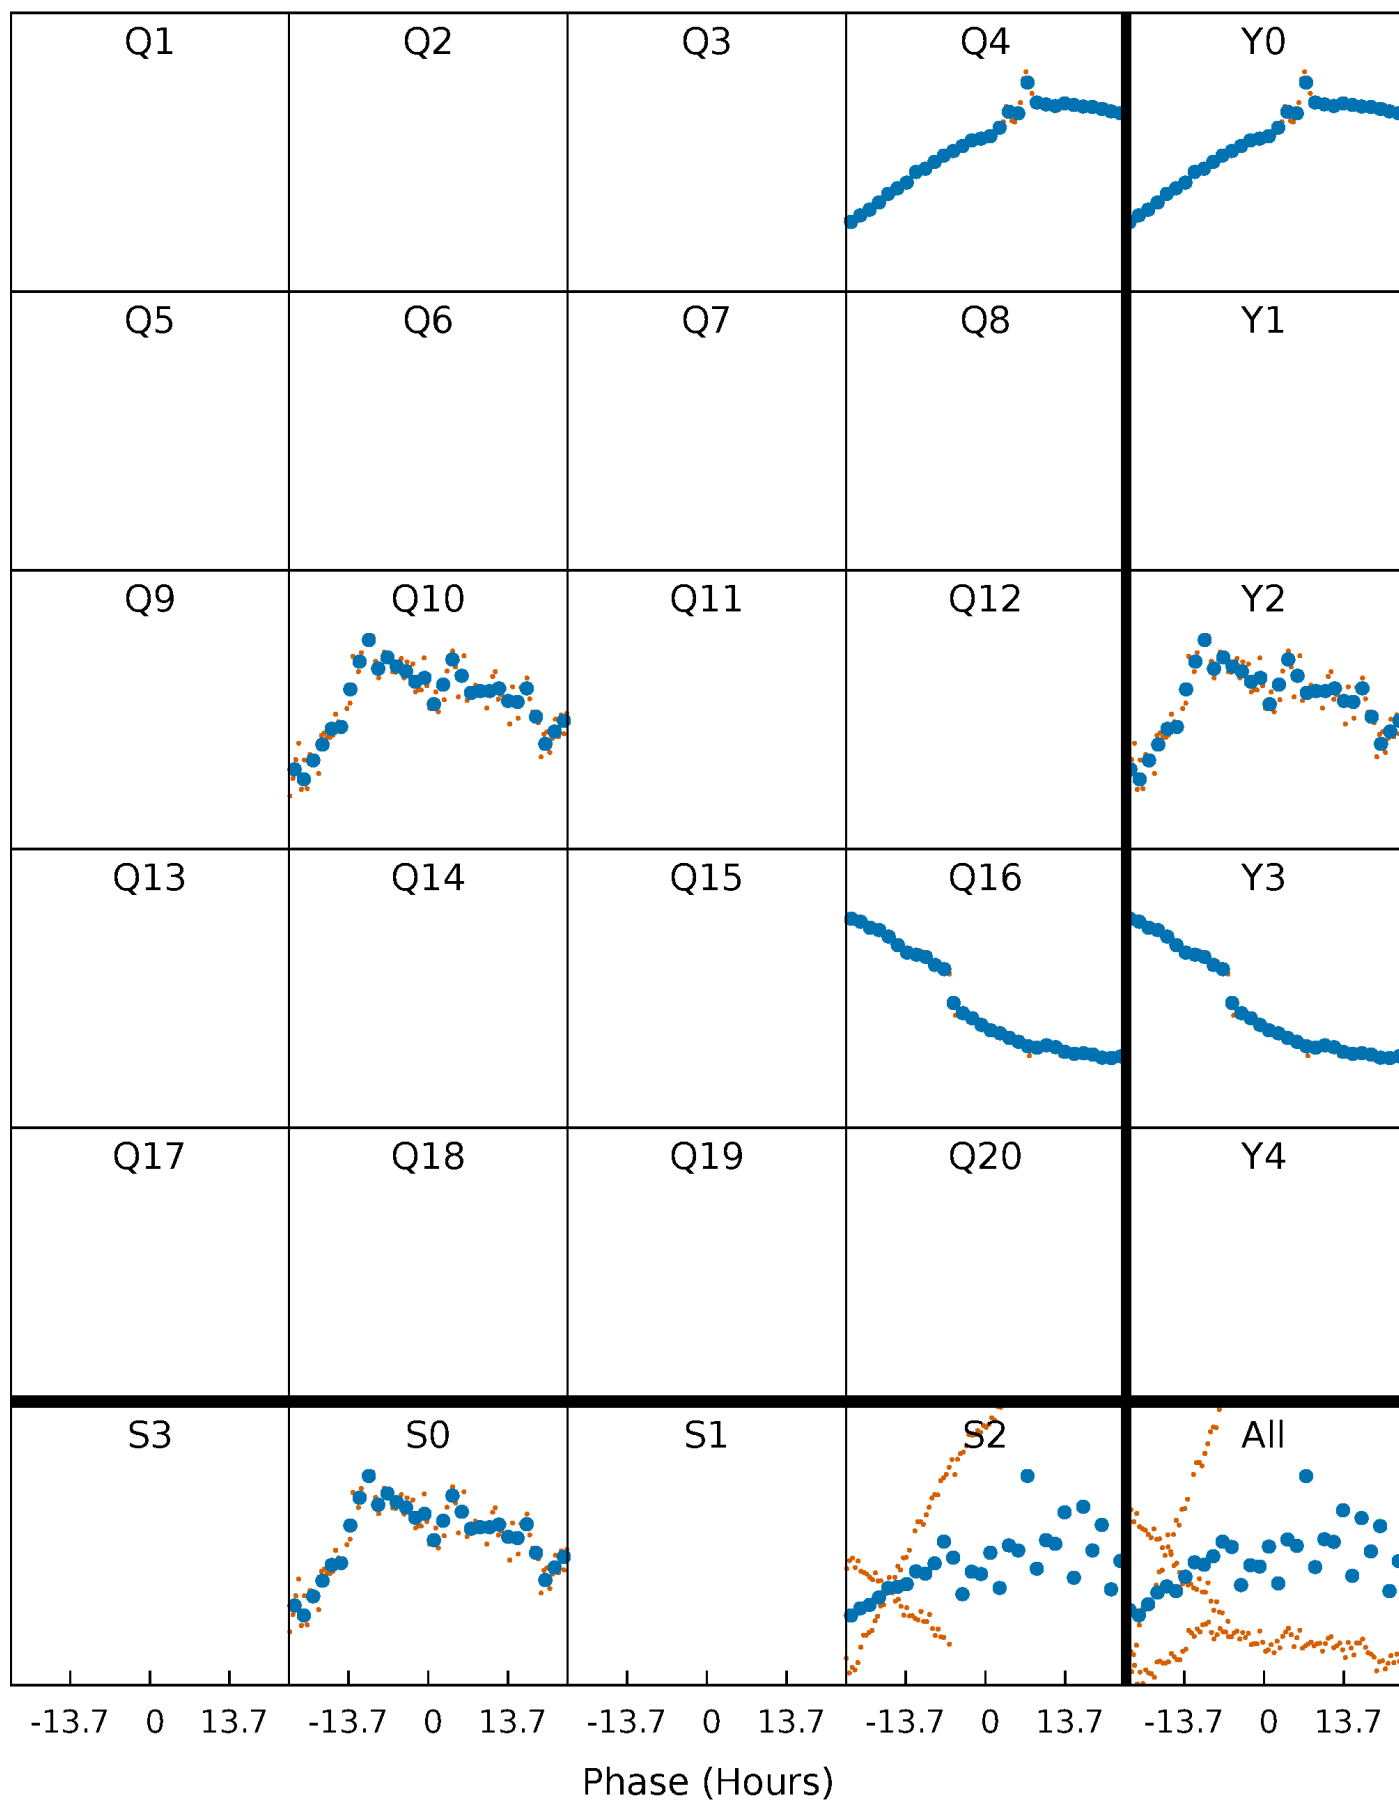 Q1 Q2 Q3 Q4 Y0
Q5 Q6 Q7 Q8 Y1
Q9 Q10 Q11 Q12 Y2
Q13 Q14 Q15 Q16 Y3
Q17 Q18 Q19 Q20 Y4
S3 S0 S1 S2 All
-13.7 0 13.7 -13.7 0 13.7 -13.7 0 13.7 -13.7 0 13.7 -13.7 0 13.7
Phase (Hours)